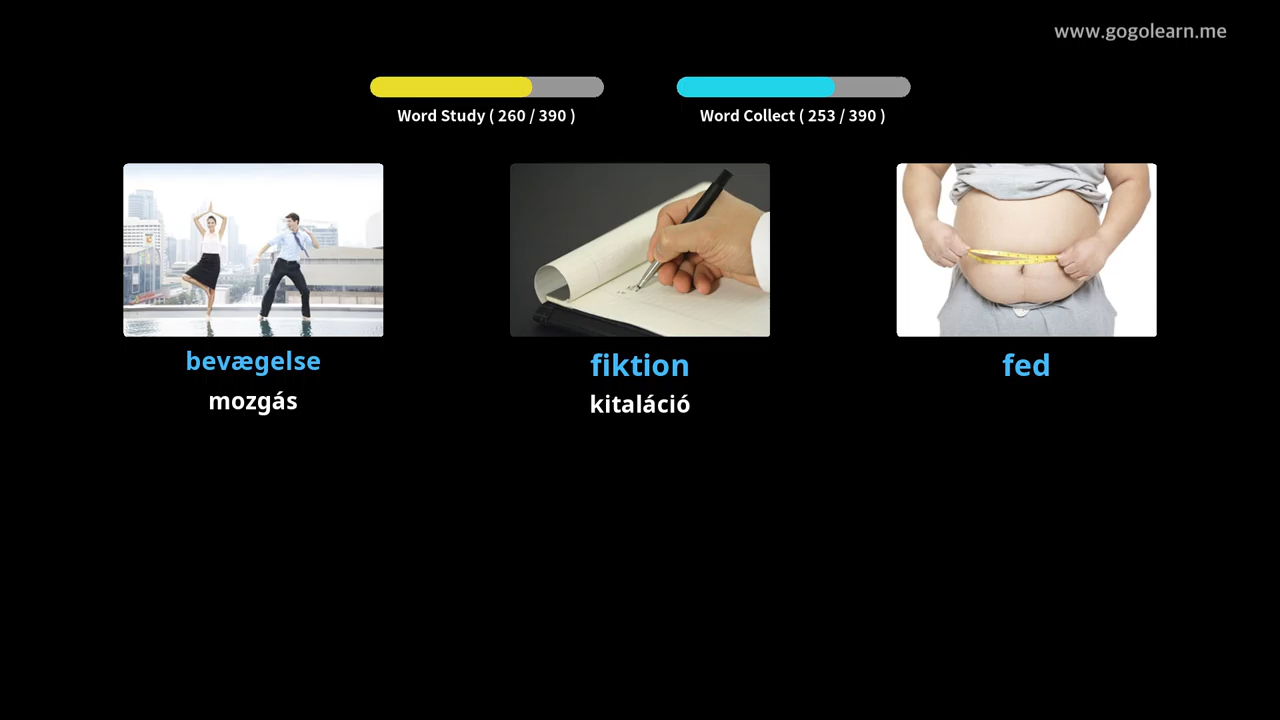 www.gogolearn.me
Word Study ( 260 / 390 )
Word Collect ( 253 / 390 )
bevægelse
mozgás
fiktion
kitaláció
fed